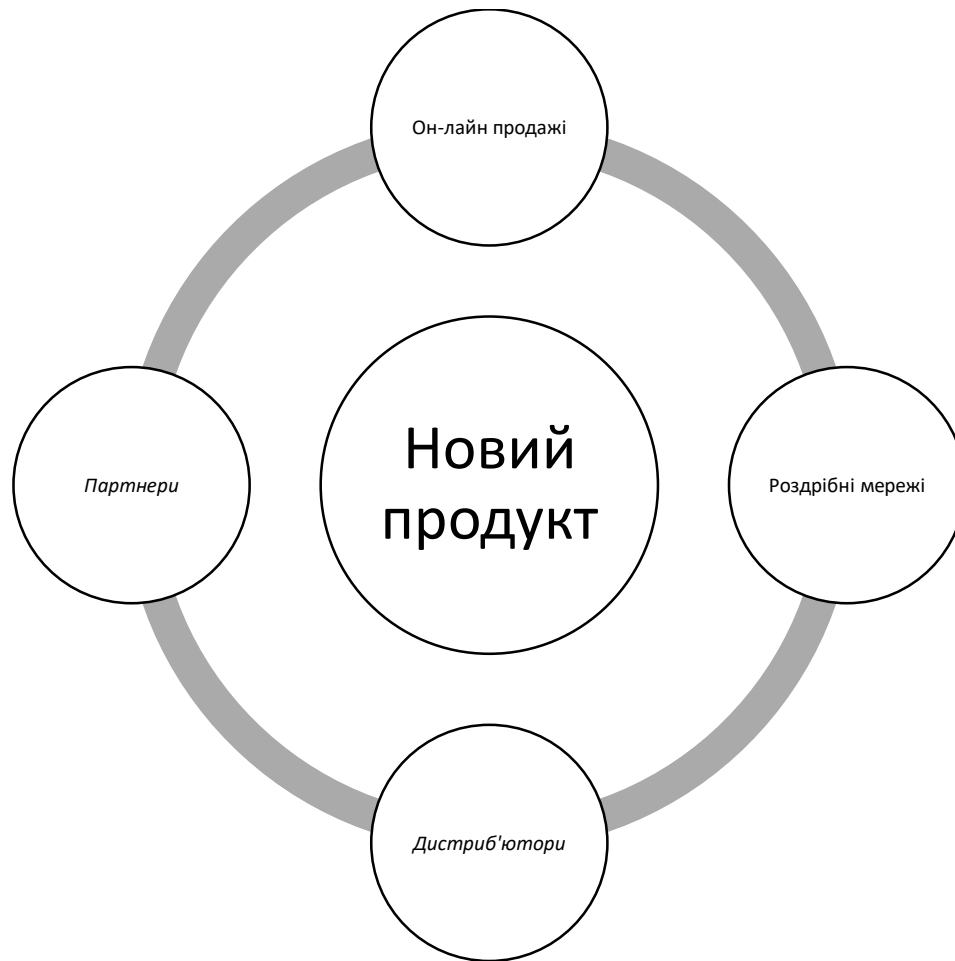 Он-лайн продажі
Партнери
Новий
продукт
Роздрібні мережі
Дистриб'ютори